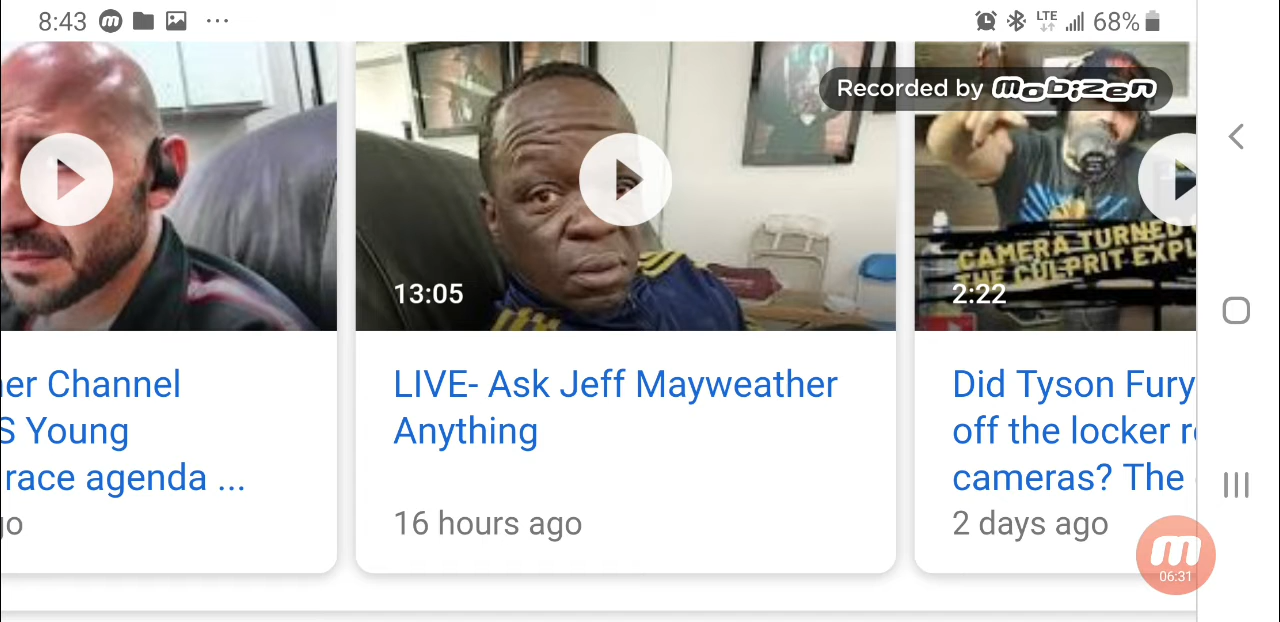 8:43
LTE
68%
Recorded by mobizen
CAMERA TURNED
THE CULPRIT EXPL
13:05
2:22
er Channel
S Young
race agenda ...
go
LIVE- Ask Jeff Mayweather
Anything
16 hours ago
Did Tyson Fury
off the locker r
cameras? The
2 days ago
m
06:31